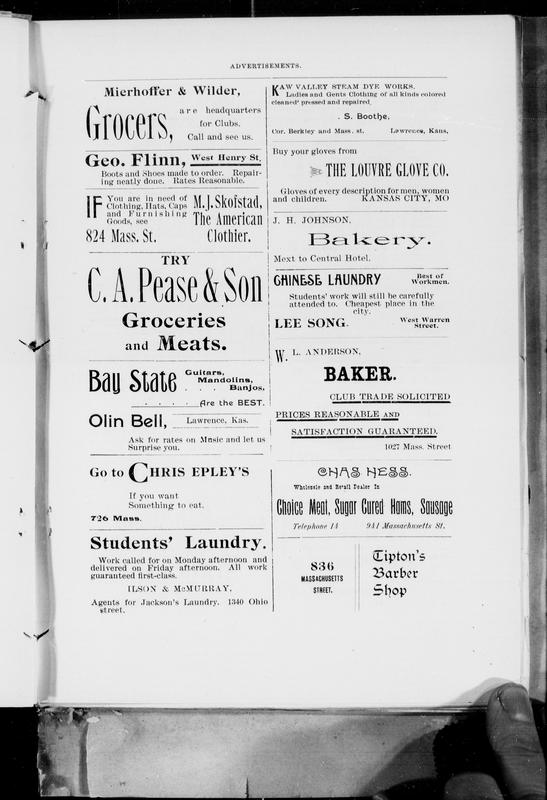 ADVERTISEMENTS.
Mierhoffer & Wilder,
Grocers,
are headquarters
for Clubs.
Call and see us.
Geo. Flinn, West Henry St.
Boots and Shoes made to order. Repair-
ing neatly done. Rates Reasonable.
IF
You are in need of
Clothing, Hats, Caps
and Furnishing
Goods, see
M. J. Skofstad,
The American
824 Mass. St. Clothier.
TRY
C. A. Pease & Son
Groceries
and Meats.
Bay State
Guitars,
Mandolins,
. . . Banjos,
. . . . . Are the BEST.
Olin Bell, Lawrence, Kas.
Ask for rates on Music and let us
Surprise you.
Go to CHRIS EPLEY'S
If you want
Something to eat.
726 Mass.
Students' Laundry.
Work called for on Monday afternoon and
delivered on Friday afternoon. All work
guaranteed first-class.
ILSON & McMURRAY,
Agents for Jackson's Laundry. 1340 Ohio
street.
KAW VALLEY STEAM DYE WORKS.
Ladies and Gents Clothing of all kinds colored
cleaned' pressed and repaired.
. S. Boothe,
Cor. Berkley and Mass. st. Lawrence, Kans,
Buy your gloves from
THE LOUVRE GLOVE CO.
Gloves of every description for men, women
and children. KANSAS CITY, MO
J. H. JOHNSON,
Bakery.
Mext to Central Hotel.
CHINESE LAUNDRY
Best of
Workmen.
Students' work will still be carefully
attended to. Cheapest place in the
city.
LEE SONG.
West Warren
Street.
W. L. ANDERSON,
BAKER.
CLUB TRADE SOLICITED
PRICES REASONABLE AND
SATISFACTION GUARANTEED.
1027 Mass. Street
CHAS HESS.
Wholesale and Retail Dealer In
Choice Meat, Sugar Cured Hams, Sausage
Telephone 14 941 Massachusetts St.
836
MASSACHUSETTS
STREET.
Tipton's
Barber
Shop